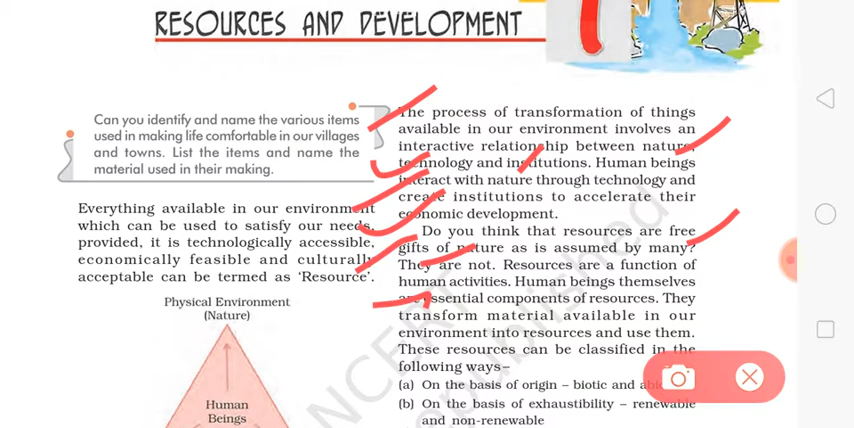 RESOURCES AND DEVELOPMENT
Can you identify and name the various items
used in making life comfortable in our villages
and towns. List the items and name the
material used in their making.
Everything available in our environment
which can be used to satisfy our needs,
provided, it is technologically accessible,
economically feasible and culturally
acceptable can be termed as ‘Resource’.
Physical Environment
(Nature)
Human
Beings
The process of transformation of things
available in our environment involves an
interactive relationship between nature,
technology and institutions. Human beings
interact with nature through technology and
create institutions to accelerate their
economic development.
Do you think that resources are free
gifts of nature as is assumed by many?
They are not. Resources are a function of
human activities. Human beings themselves
are essential components of resources. They
transform material available in our
environment into resources and use them.
These resources can be classified in the
following ways–
(a) On the basis of origin – biotic and
(b) On the basis of exhaustibility – renewable
and non-renewable
NCERT
republished